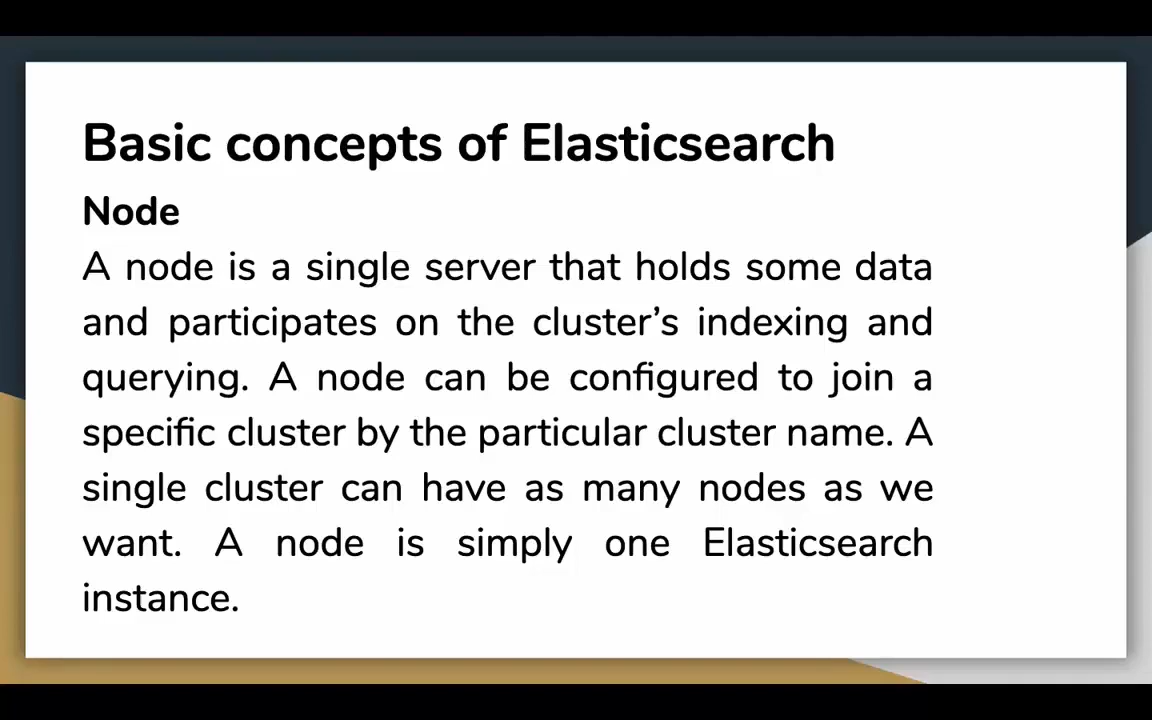 Basic concepts of Elasticsearch
Node
A node is a single server that holds some data
and participates on the cluster’s indexing and
querying. A node can be configured to join a
specific cluster by the particular cluster name. A
single cluster can have as many nodes as we
want. A node is simply one Elasticsearch
instance.